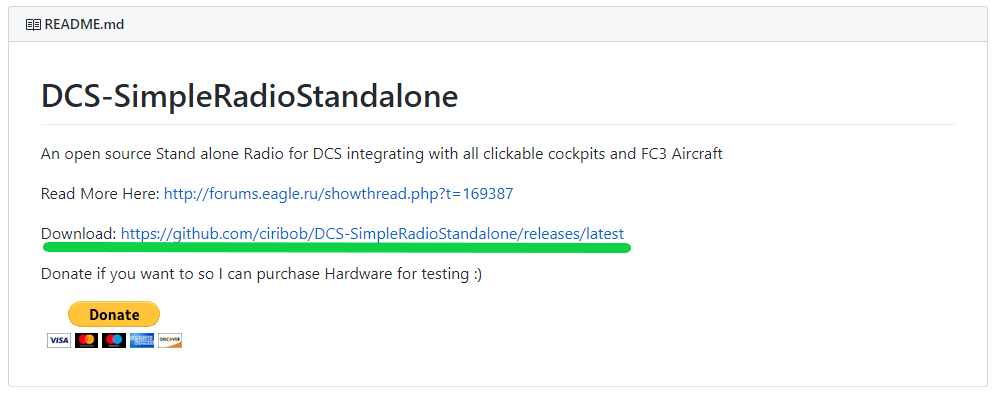 README.md
DCS-SimpleRadioStandalone
An open source Stand alone Radio for DCS integrating with all clickable cockpits and FC3 Aircraft
Read More Here: http://forums.eagle.ru/showthread.php?t=169387
Download: https://github.com/ciribob/DCS-SimpleRadioStandalone/releases/latest
Donate if you want to so I can purchase Hardware for testing :)
Donate
VISA DISCOVER